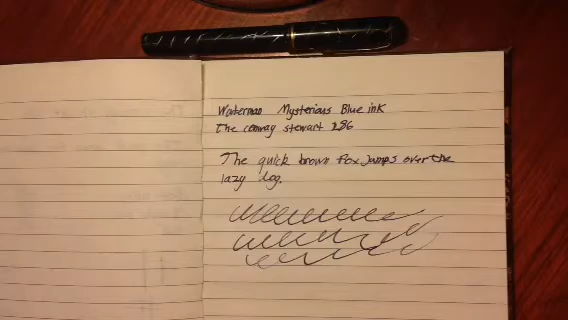 Waterman Mysterious Blue ink
the conway stewart 286
The quick brown fox jumps over the
lazy dog.